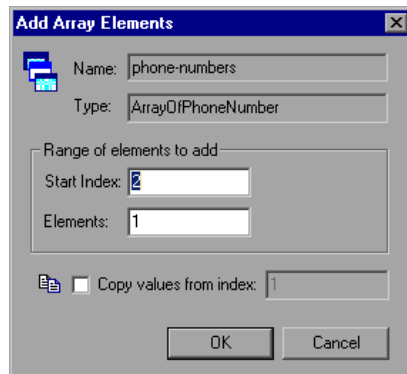 Add Array Elements
Name: phone-numbers
Type: ArrayOfPhoneNumber
Range of elements to add
Start Index: 2
Elements: 1
Copy values from index: 1
OK Cancel